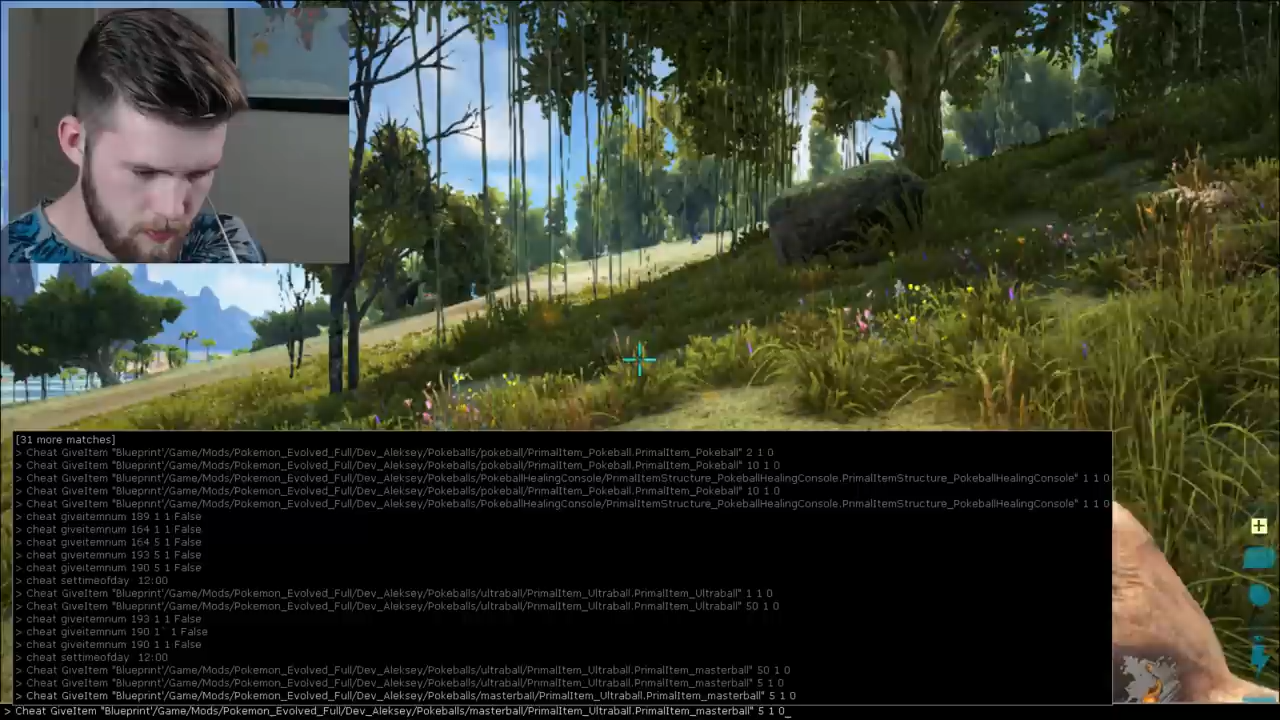 [31 more matches]
> Cheat GiveItem "Blueprint'/Game/Mods/Pokemon_Evolved_Full/Dev_Aleksey/Pokeballs/pokeball/PrimalItem_Pokeball.PrimalItem_Pokeball" 2 1 0
> Cheat GiveItem "Blueprint'/Game/Mods/Pokemon_Evolved_Full/Dev_Aleksey/Pokeballs/pokeball/PrimalItem_Pokeball.PrimalItem_Pokeball" 10 1 0
> Cheat GiveItem "Blueprint'/Game/Mods/Pokemon_Evolved_Full/Dev_Aleksey/Pokeballs/PokeballHealingConsole/PrimalItemStructure_PokeballHealingConsole.PrimalItemStructure_PokeballHealingConsole" 1 1 0
> Cheat GiveItem "Blueprint'/Game/Mods/Pokemon_Evolved_Full/Dev_Aleksey/Pokeballs/pokeball/PrimalItem_Pokeball.PrimalItem_Pokeball" 10 1 0
> Cheat GiveItem "Blueprint'/Game/Mods/Pokemon_Evolved_Full/Dev_Aleksey/Pokeballs/PokeballHealingConsole/PrimalItemStructure_PokeballHealingConsole.PrimalItemStructure_PokeballHealingConsole" 1 1 0
> cheat giveitemnum 189 1 1 False
> cheat giveitemnum 164 1 1 False
> cheat giveitemnum 164 5 1 False
> cheat giveitemnum 193 5 1 False
> cheat giveitemnum 190 5 1 False
> cheat settimeofday  12:00
> Cheat GiveItem "Blueprint'/Game/Mods/Pokemon_Evolved_Full/Dev_Aleksey/Pokeballs/ultraball/PrimalItem_Ultraball.PrimalItem_Ultraball" 1 1 0
> Cheat GiveItem "Blueprint'/Game/Mods/Pokemon_Evolved_Full/Dev_Aleksey/Pokeballs/ultraball/PrimalItem_Ultraball.PrimalItem_Ultraball" 50 1 0
> cheat giveitemnum 193 1 1 False
> cheat giveitemnum 190 1` 1 False
> cheat giveitemnum 190 1 1 False
> cheat settimeofday  12:00
> Cheat GiveItem "Blueprint'/Game/Mods/Pokemon_Evolved_Full/Dev_Aleksey/Pokeballs/ultraball/PrimalItem_Ultraball.PrimalItem_masterball" 50 1 0
> Cheat GiveItem "Blueprint'/Game/Mods/Pokemon_Evolved_Full/Dev_Aleksey/Pokeballs/ultraball/PrimalItem_Ultraball.PrimalItem_masterball" 5 1 0
> Cheat GiveItem "Blueprint'/Game/Mods/Pokemon_Evolved_Full/Dev_Aleksey/Pokeballs/masterball/PrimalItem_Ultraball.PrimalItem_masterball" 5 1 0
> Cheat GiveItem "Blueprint'/Game/Mods/Pokemon_Evolved_Full/Dev_Aleksey/Pokeballs/masterball/PrimalItem_Ultraball.PrimalItem_masterball" 5 1 0_